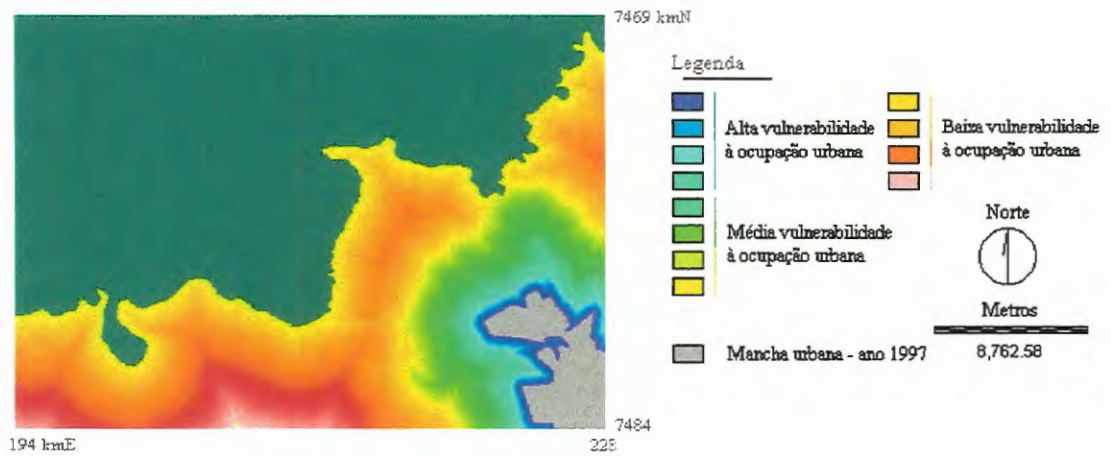 7469 kmN
Legenda
Alta vulnerabilidade
à ocupação urbana
Média vulnerabilidade
à ocupação urbana
Mancha urbana - ano 1997
Baixa vulnerabilidade
à ocupação urbana
Norte
Metros
8,762.58
7484
194 kmE
228